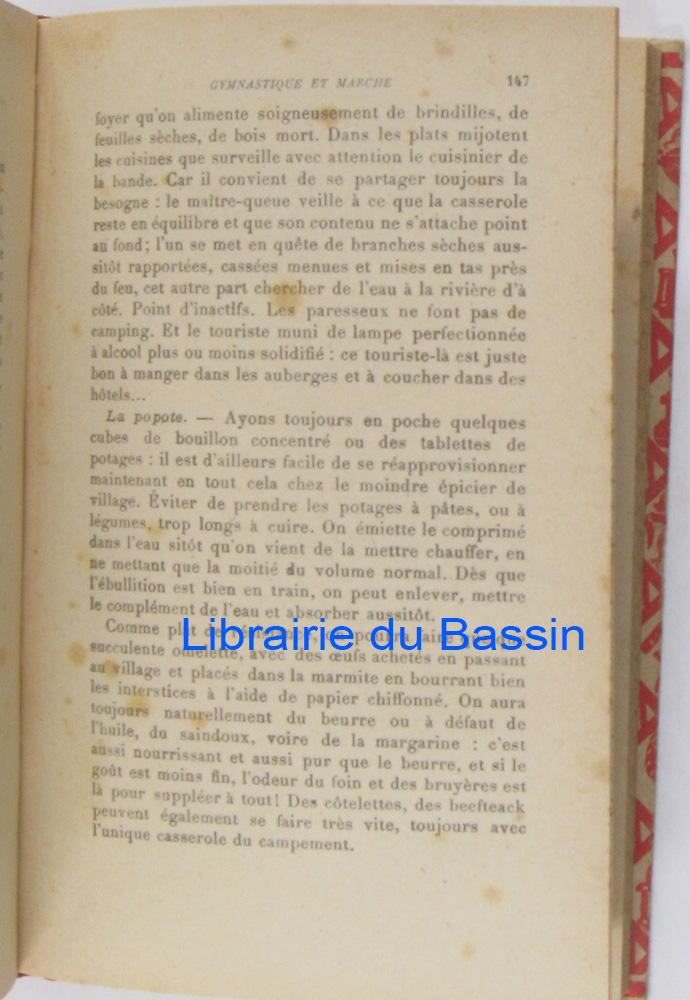 GYMNASTIQUE ET MARCHE 147
foyer qu'on alimente soigneusement de brindilles, de
feuilles sèches, de bois mort. Dans les plats mijotent
les cuisines que surveille avec attention le cuisinier de
la bande. Car il convient de se partager toujours la
besogne : le maître-queue veille à ce que la casserole
reste en équilibre et que son contenu ne s'attache point
au fond; l'un se met en quête de branches sèches aus-
sitôt rapportées, cassées menues et mises en tas près
du feu, cet autre part chercher de l'eau à la rivière d'à
côté. Point d'inactifs. Les paresseux ne font pas de
camping. Et le touriste muni de lampe perfectionnée
à alcool plus ou moins solidifié : ce touriste-là est juste
bon à manger dans les auberges et à coucher dans des
hôtels...
La popote. — Ayons toujours en poche quelques
cubes de bouillon concentré ou des tablettes de
potages : il est d'ailleurs facile de se réapprovisionner
maintenant en tout cela chez le moindre épicier de
village. Éviter de prendre les potages à pâtes, ou à
légumes, trop longs à cuire. On émiette le comprimé
dans l'eau sitôt qu'on vient de la mettre chauffer, en
ne mettant que la moitié du volume normal. Dès que
l'ébullition est bien en train, on peut enlever, mettre
le complément de l'eau et absorber aussitôt.
Comme plat de faire
Librairie du Bassin
succulente omelette, avec des œufs achetés en passant
au village et placés dans la marmite en bourrant bien
les interstices à l'aide de papier chiffonné. On aura
toujours naturellement du beurre ou à défaut de
l'huile, du saindoux, voire de la margarine : c'est
aussi nourrissant et aussi pur que le beurre, et si le
goût est moins fin, l'odeur du foin et des bruyères est
là pour suppléer à tout! Des côtelettes, des beefteack
peuvent également se faire très vite, toujours avec
l'unique casserole du campement.